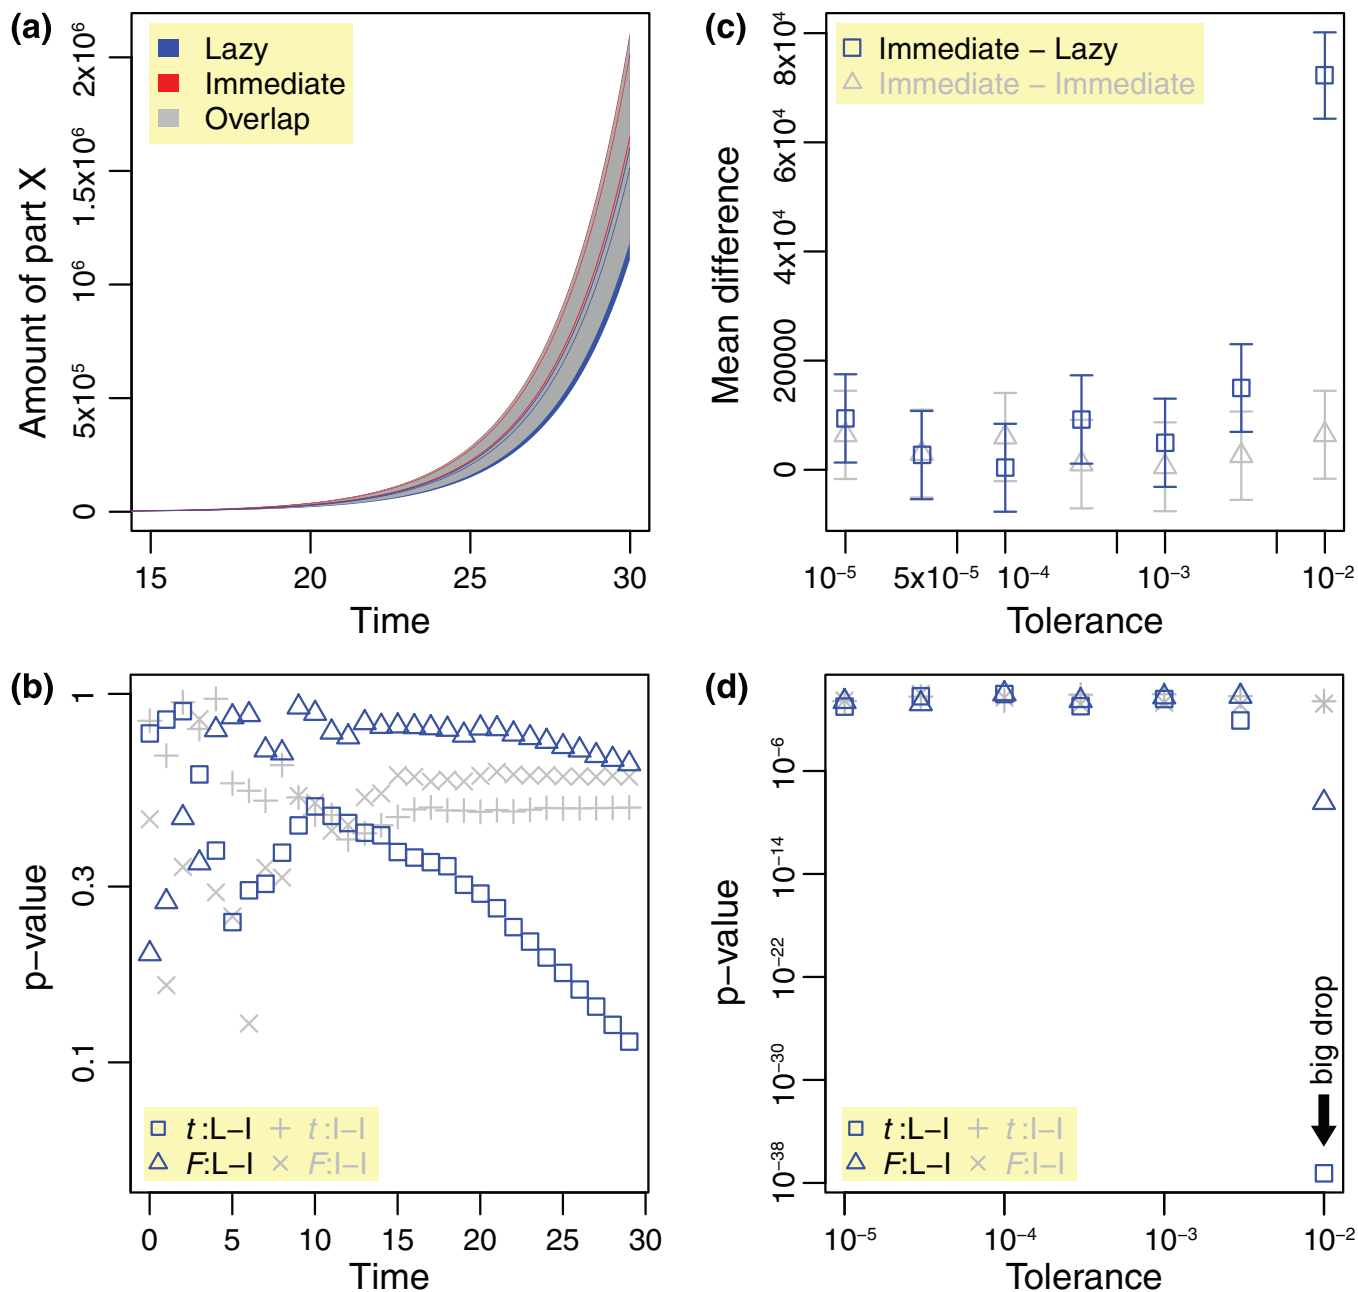 (a)
Lazy
Immediate
Overlap
Amount of part X
0
5x10⁵
10⁶
1.5x10⁶
2x10⁶
15
20
25
30
Time
(c)
Immediate – Lazy
Immediate – Immediate
Mean difference
0
20000
4x10⁴
6x10⁴
8x10⁴
10⁻⁵
5x10⁻⁵
10⁻⁴
10⁻³
10⁻²
Tolerance
(b)
p–value
1
0.3
0.1
t :L–I
t :I–I
F:L–I
F:I–I
0
5
10
15
20
25
30
Time
(d)
p–value
10⁻⁶
10⁻¹⁴
10⁻²²
10⁻³⁰
10⁻³⁸
big drop
t :L–I
t :I–I
F:L–I
F:I–I
10⁻⁵
10⁻⁴
10⁻³
10⁻²
Tolerance